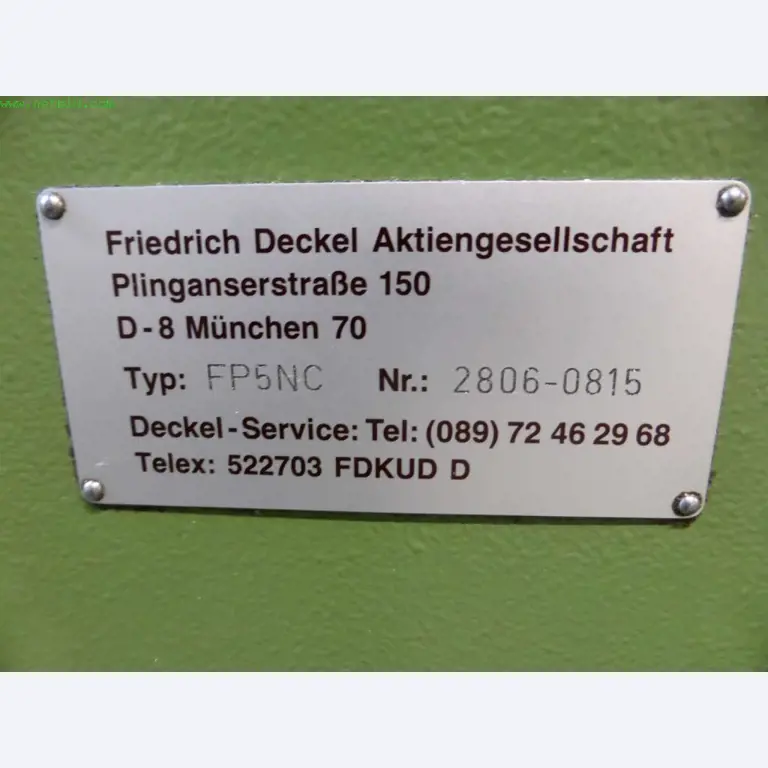 Friedrich Deckel Aktiengesellschaft
Plinganserstraße 150
D-8 München 70
Typ: FP5NC Nr.: 2806-0815
Deckel-Service: Tel: (089) 72 46 29 68
Telex: 522703 FDKUD D